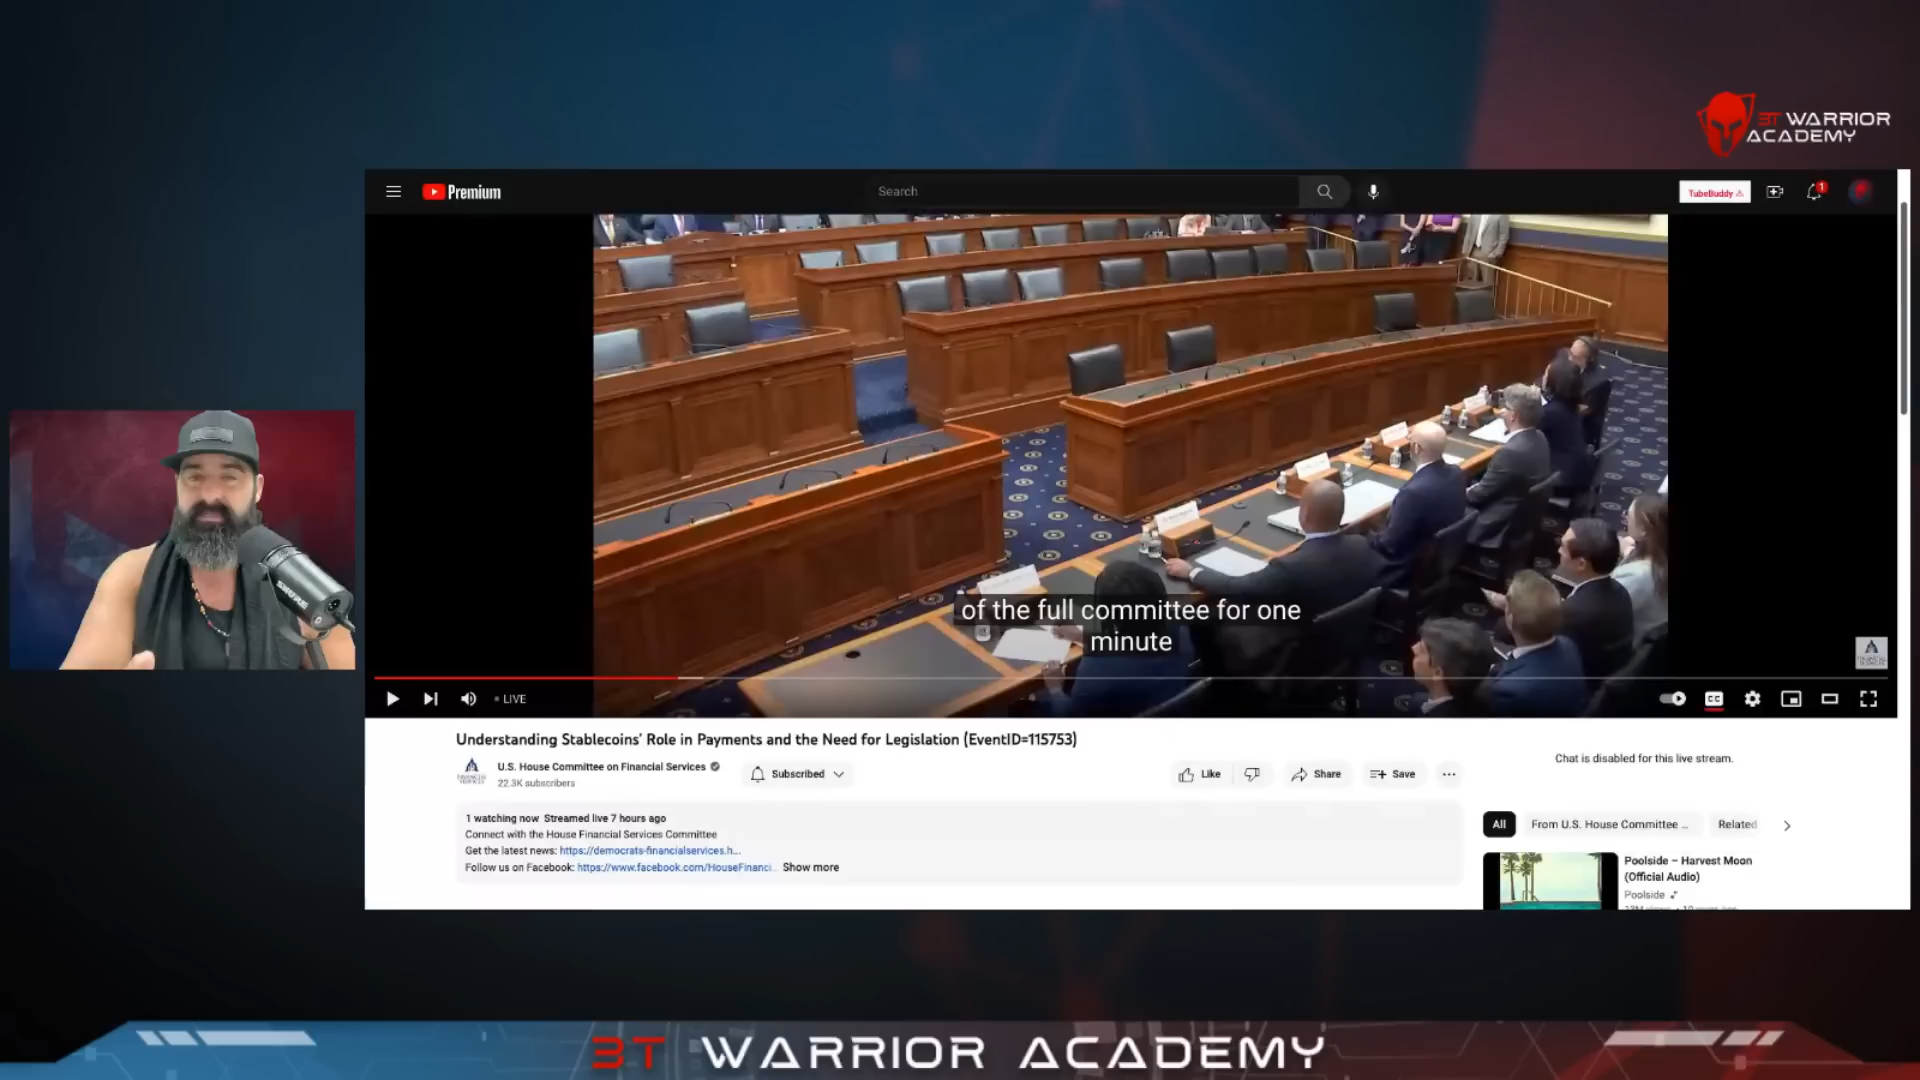 3T WARRIOR
ACADEMY
Premium
Search
TubeBuddy
1
of the full committee for one
minute
LIVE
CC
SHURE
Understanding Stablecoins' Role in Payments and the Need for Legislation (EventID=115753)
U.S. House Committee on Financial Services
22.3K subscribers
Subscribed
Like
Share
Save
Chat is disabled for this live stream.
1 watching now Streamed live 7 hours ago
Connect with the House Financial Services Committee
Get the latest news: https://democrats-financialservices.h...
Follow us on Facebook: https://www.facebook.com/HouseFinanci... Show more
All
From U.S. House Committee ...
Related
Poolside – Harvest Moon
(Official Audio)
Poolside
3T WARRIOR ACADEMY